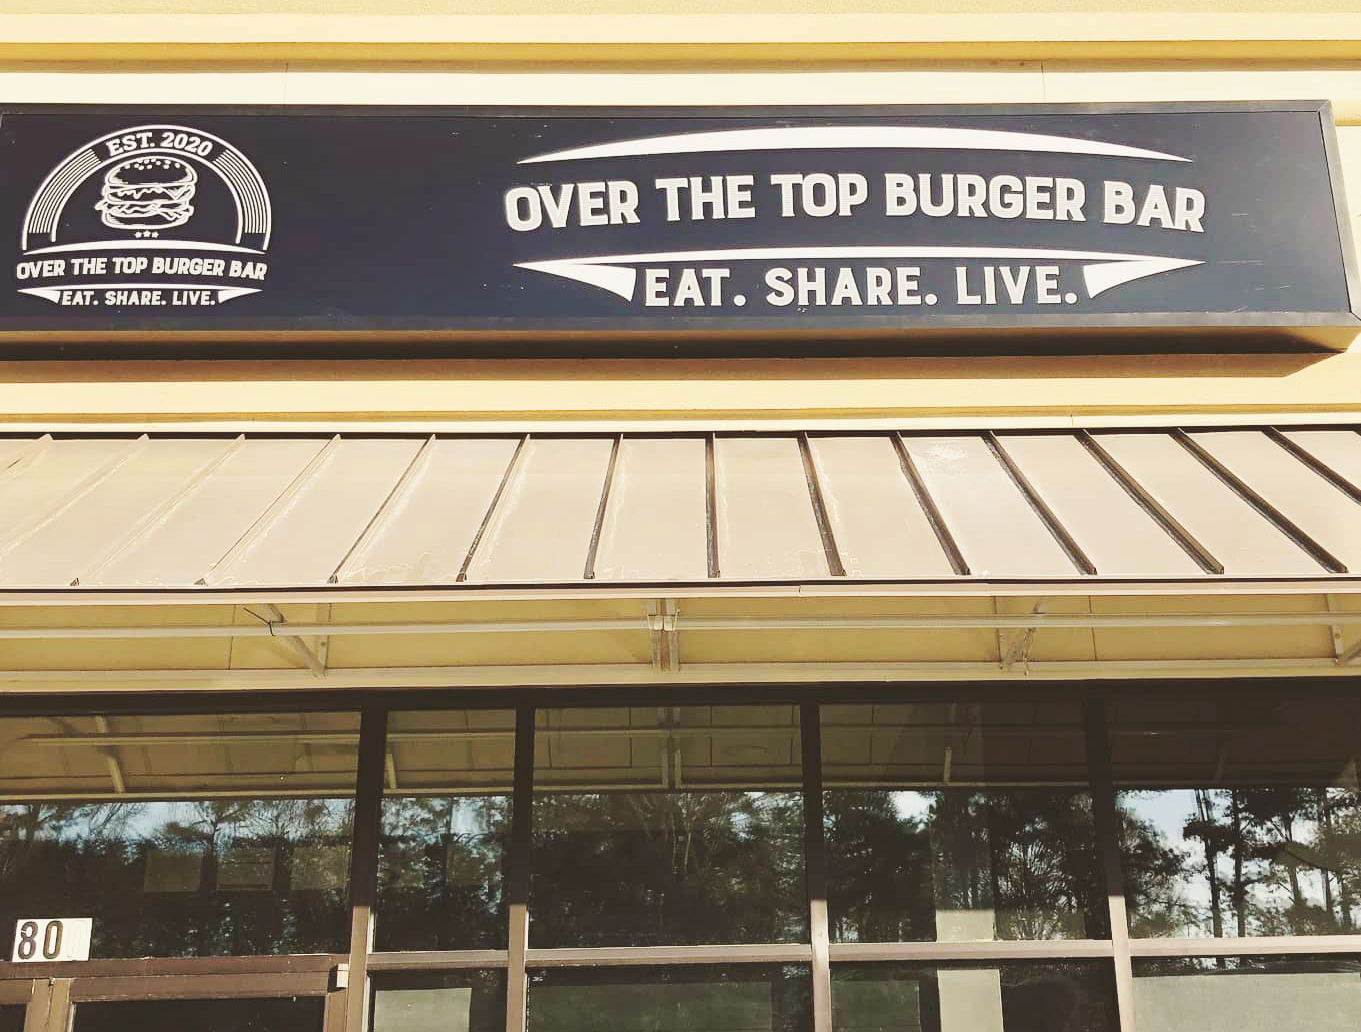 EST. 2020
OVER THE TOP BURGER BAR
EAT. SHARE. LIVE.
OVER THE TOP BURGER BAR
EAT. SHARE. LIVE.
80